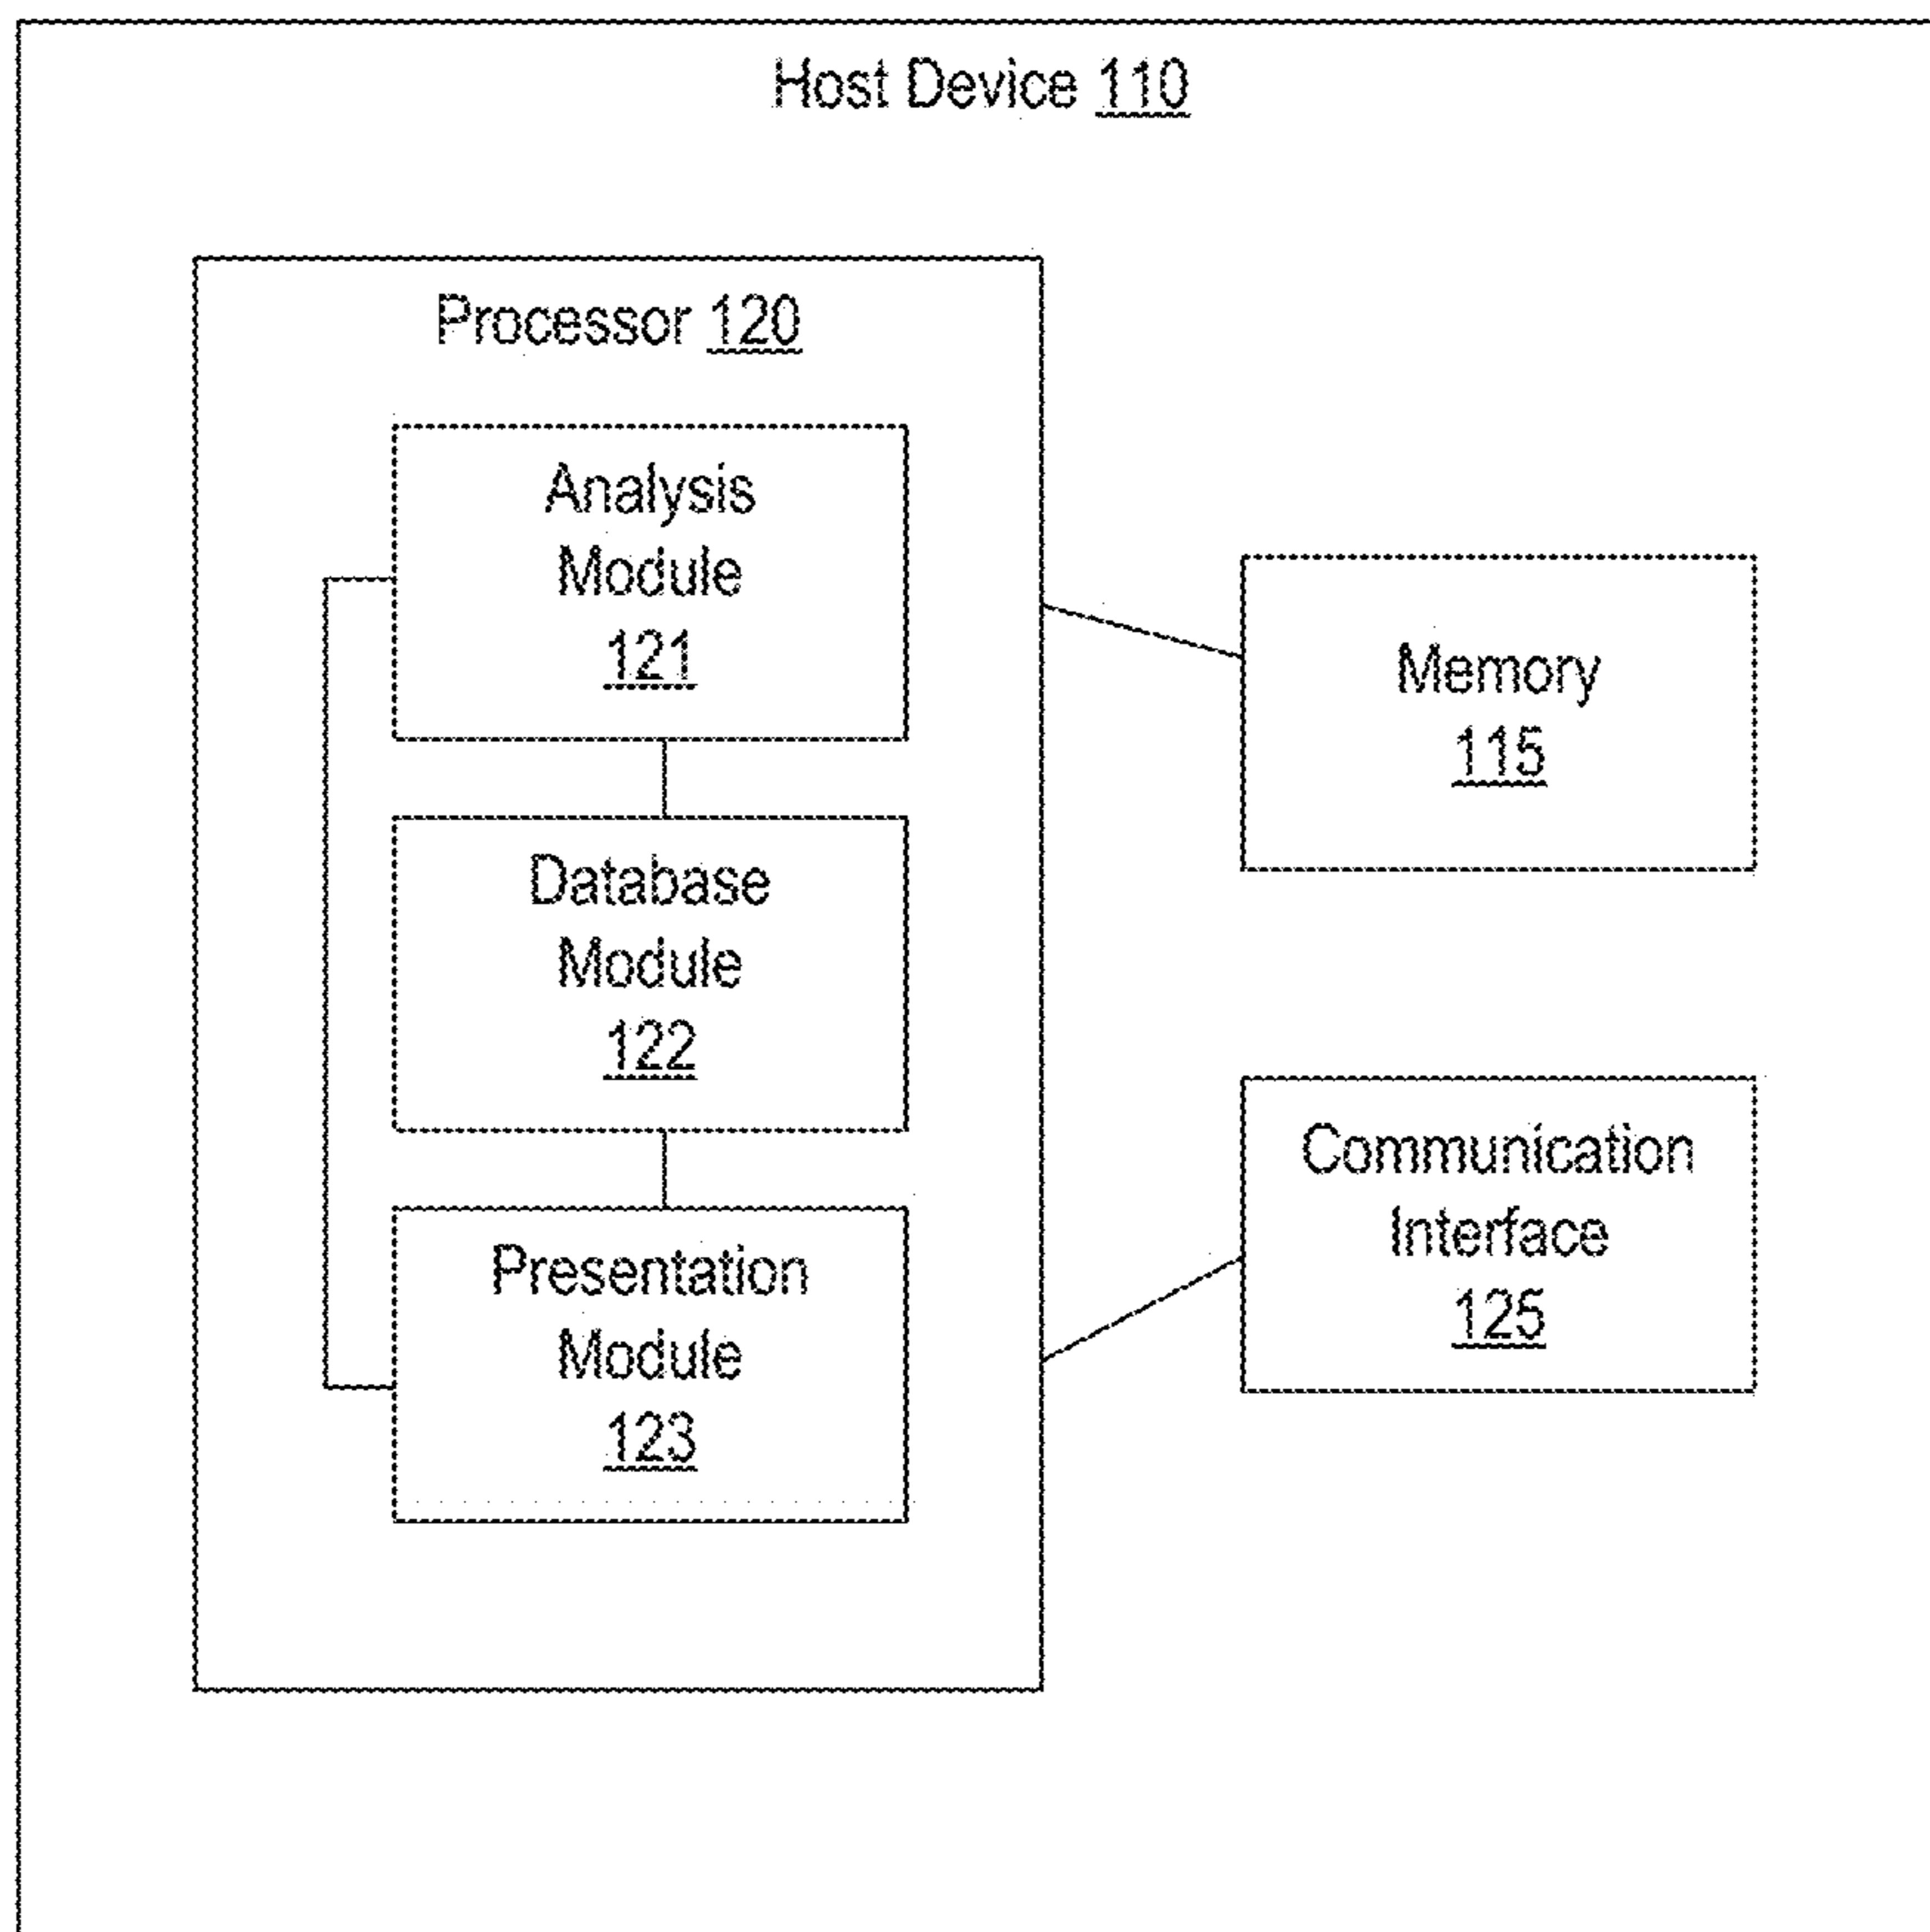 Host Device 110
Processor 120
Analysis
Module
121
Database
Module
122
Presentation
Module
123
Memory
115
Communication
Interface
125